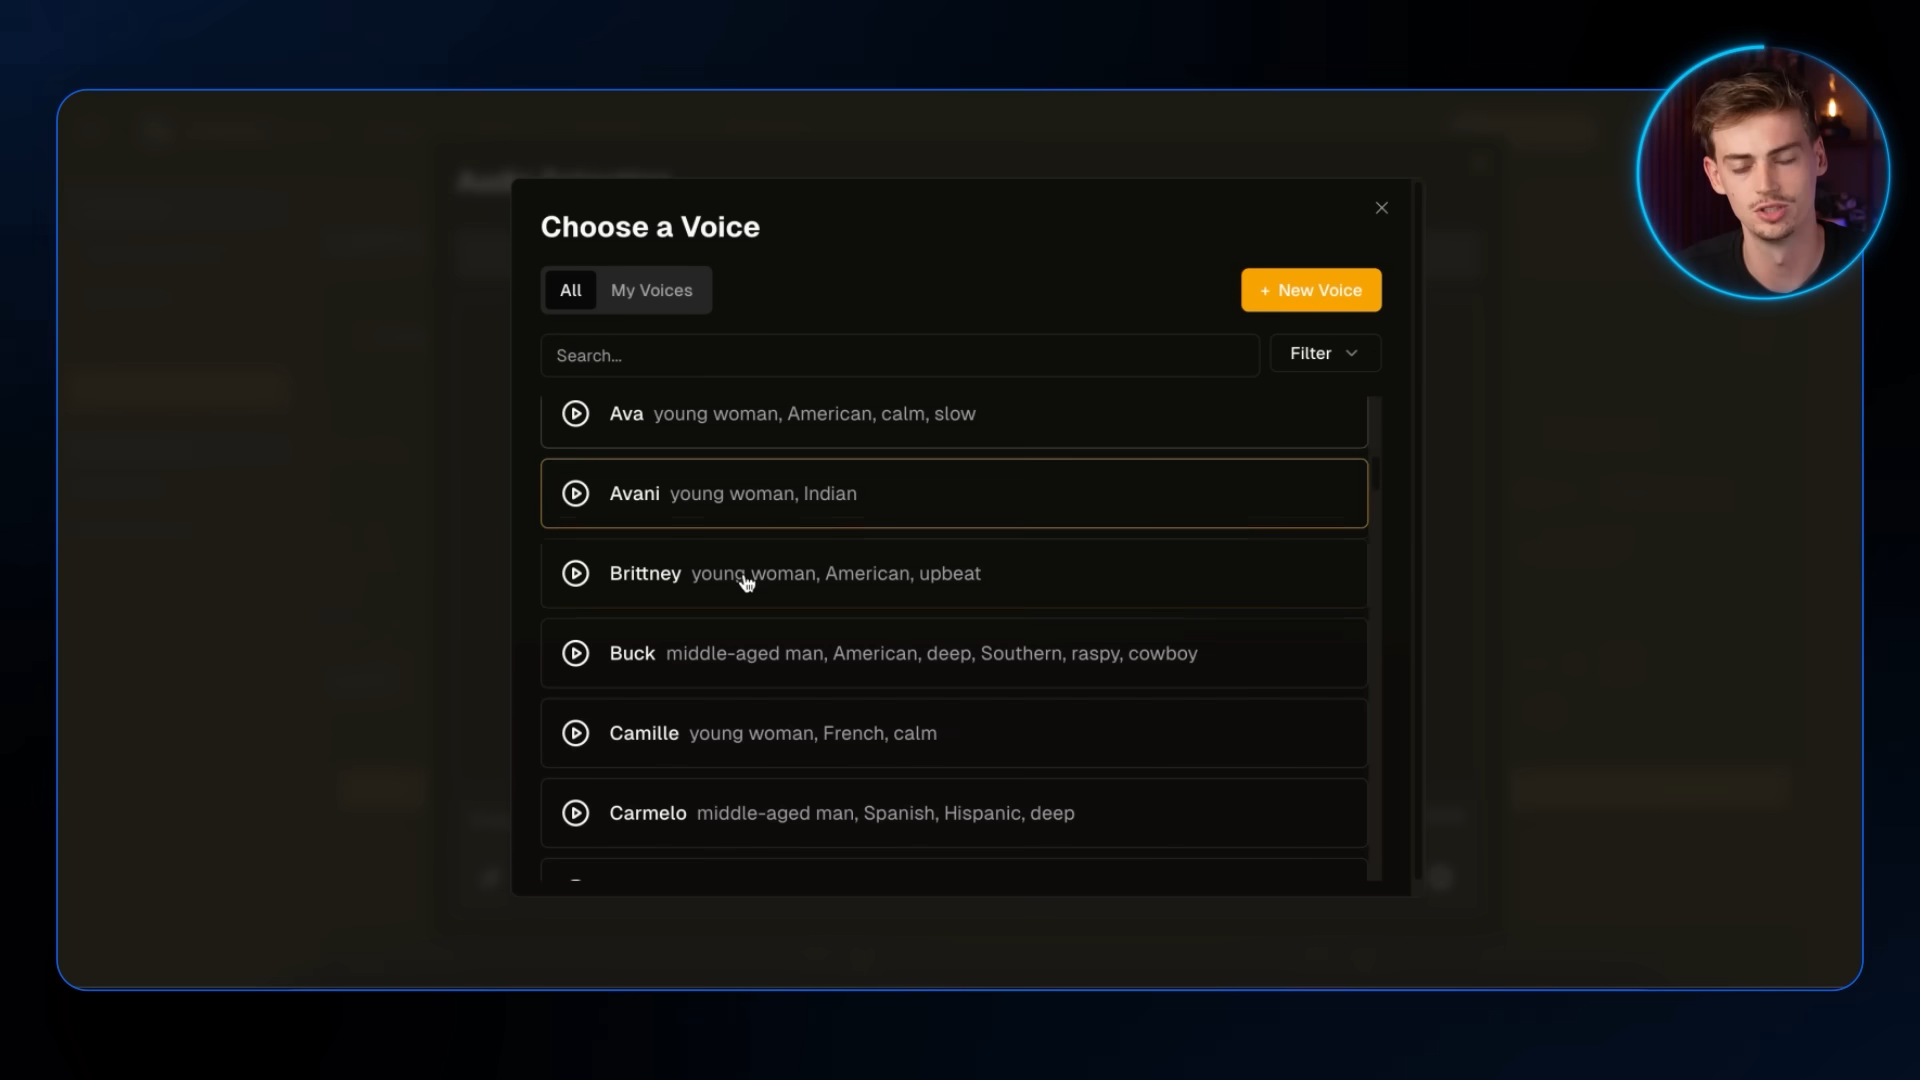 Choose a Voice
All My Voices + New Voice
Search... Filter
Ava young woman, American, calm, slow
Avani young woman, Indian
Brittney young woman, American, upbeat
Buck middle-aged man, American, deep, Southern, raspy, cowboy
Camille young woman, French, calm
Carmelo middle-aged man, Spanish, Hispanic, deep